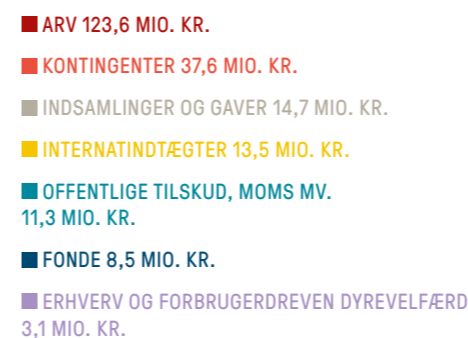 ARV 123,6 MIO. KR.
KONTINGENTER 37,6 MIO. KR.
INDSAMLINGER OG GAVER 14,7 MIO. KR.
INTERNATINDTÆGTER 13,5 MIO. KR.
OFFENTLIGE TILSKUD, MOMS MV.
11,3 MIO. KR.
FONDE 8,5 MIO. KR.
ERHVERV OG FORBRUGERDREVEN DYREVELFÆRD
3,1 MIO. KR.